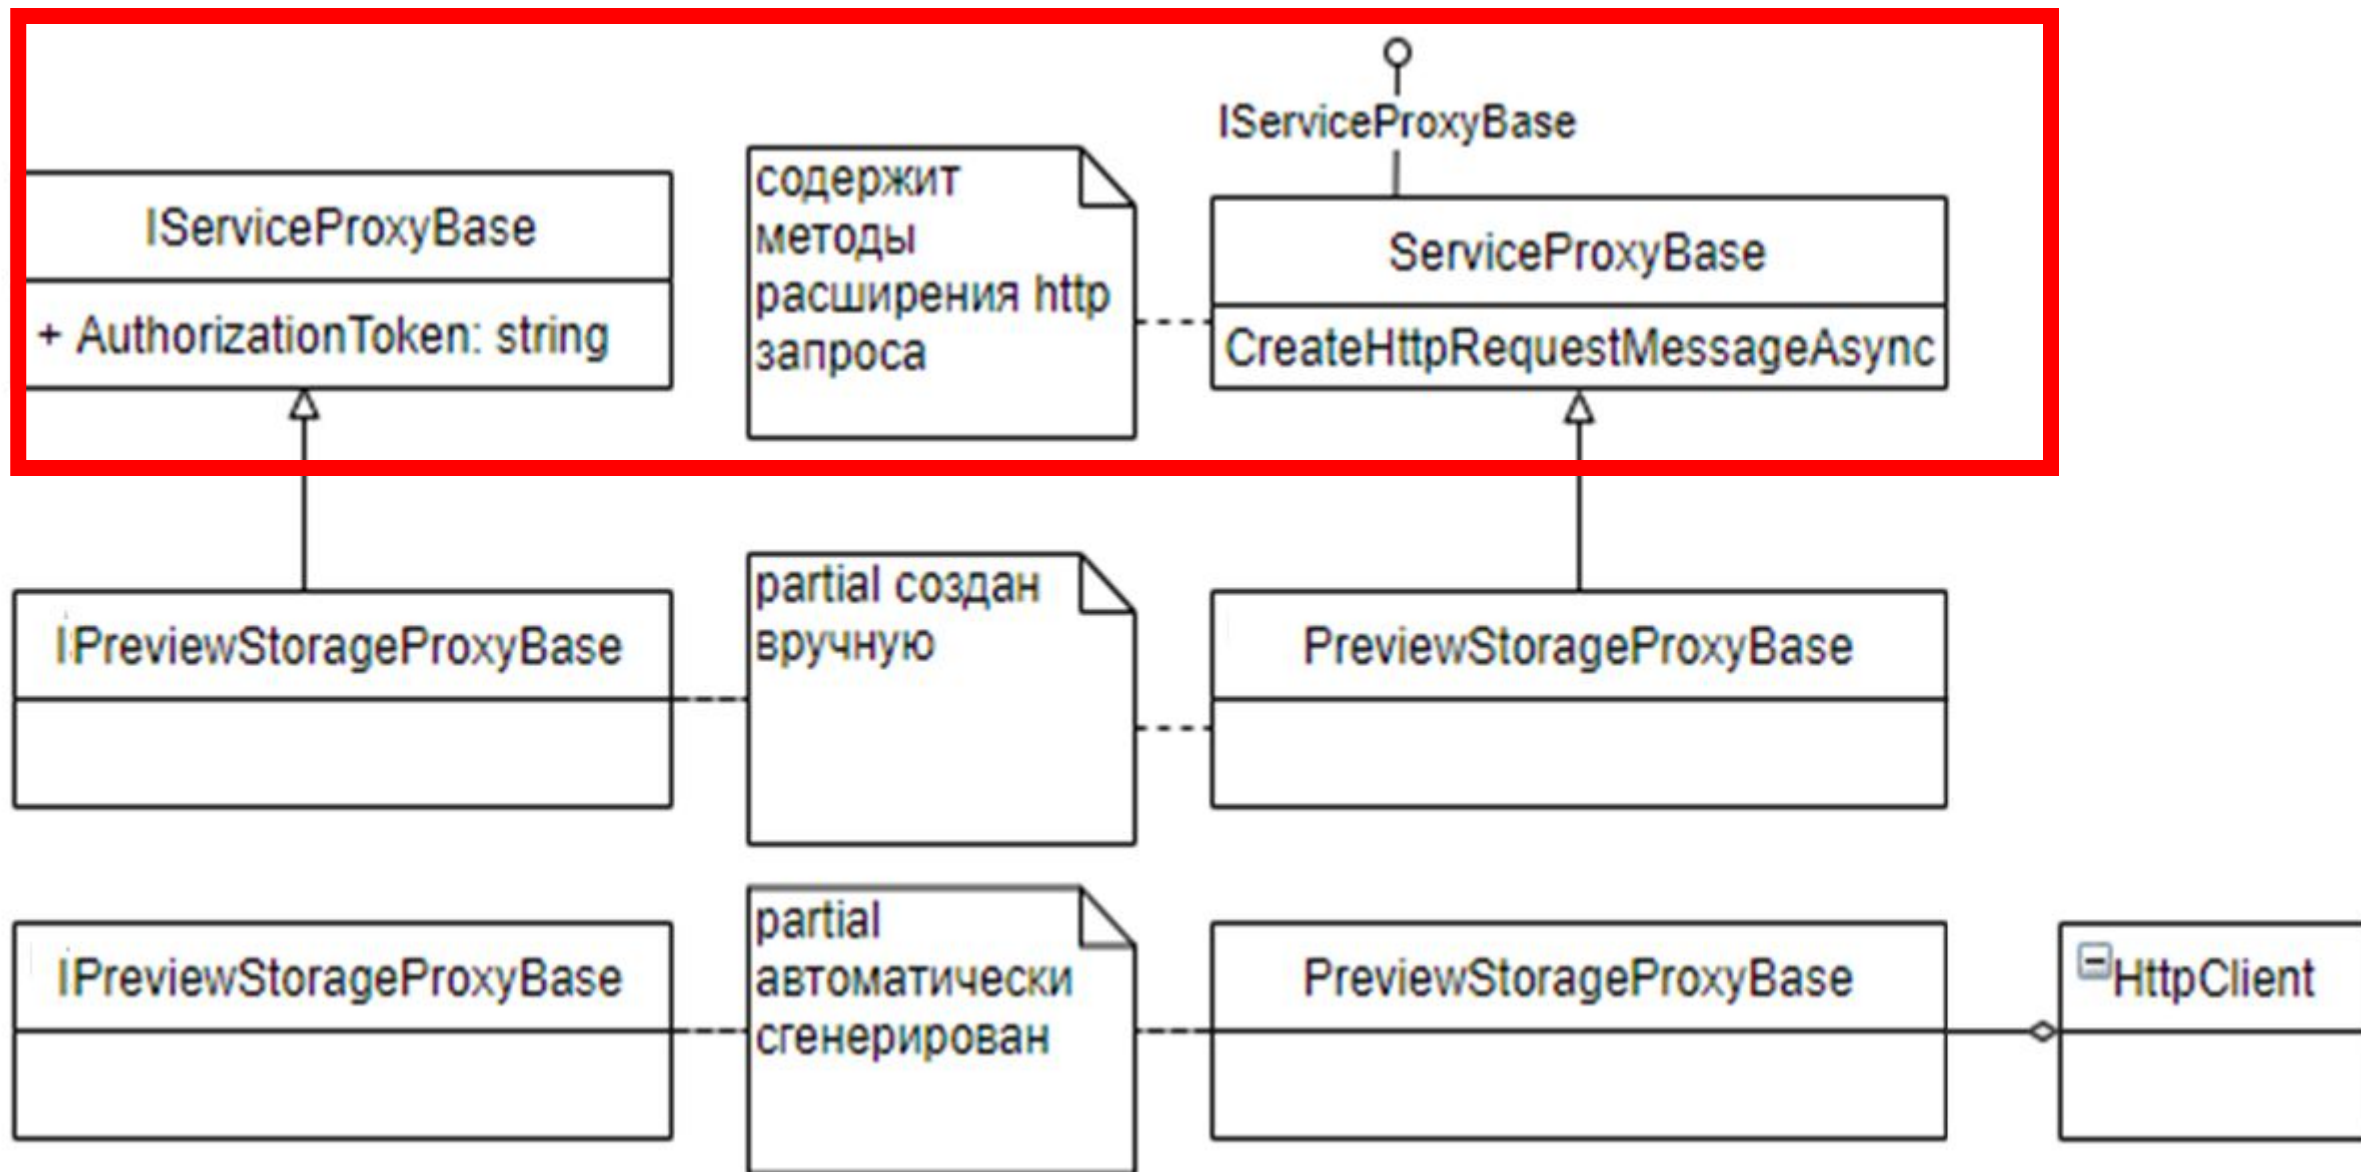 IServiceProxyBase
IServiceProxyBase
+ AuthorizationToken: string
содержит
методы
расширения http
запроса
ServiceProxyBase
CreateHttpRequestMessageAsync
IPreviewStorageProxyBase
partial создан
вручную
PreviewStorageProxyBase
IPreviewStorageProxyBase
partial
автоматически
сгенерирован
PreviewStorageProxyBase
HttpClient